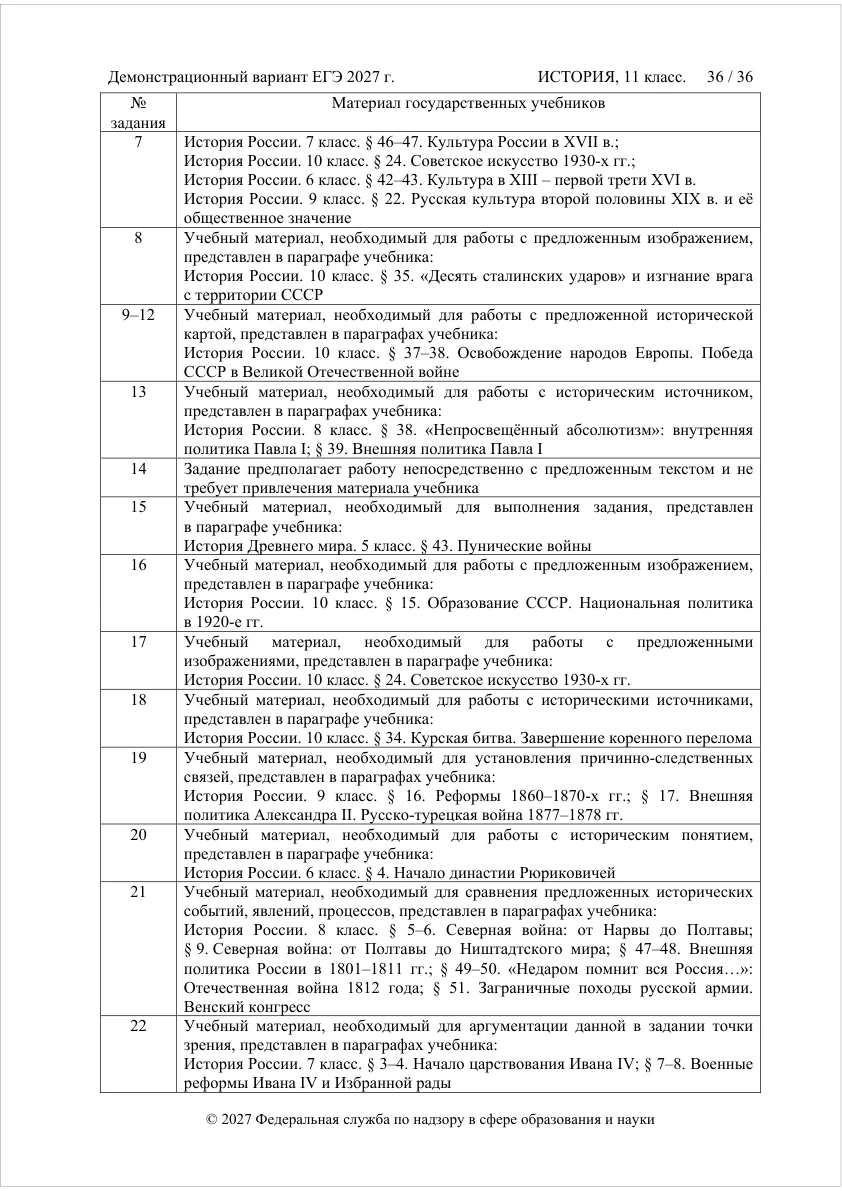 Демонстрационный вариант ЕГЭ 2027 г. ИСТОРИЯ, 11 класс. 36 / 36
№ задания
Материал государственных учебников
7
История России. 7 класс. § 46–47. Культура России в XVII в.;
История России. 10 класс. § 24. Советское искусство 1930-х гг.;
История России. 6 класс. § 42–43. Культура в XIII – первой трети XVI в.
История России. 9 класс. § 22. Русская культура второй половины XIX в. и её
общественное значение
8
Учебный материал, необходимый для работы с предложенным изображением,
представлен в параграфе учебника:
История России. 10 класс. § 35. «Десять сталинских ударов» и изгнание врага
с территории СССР
9–12
Учебный материал, необходимый для работы с предложенной исторической
картой, представлен в параграфах учебника:
История России. 10 класс. § 37–38. Освобождение народов Европы. Победа
СССР в Великой Отечественной войне
13
Учебный материал, необходимый для работы с историческим источником,
представлен в параграфах учебника:
История России. 8 класс. § 38. «Непросвещённый абсолютизм»: внутренняя
политика Павла I; § 39. Внешняя политика Павла I
14
Задание предполагает работу непосредственно с предложенным текстом и не
требует привлечения материала учебника
15
Учебный материал, необходимый для выполнения задания, представлен
в параграфе учебника:
История Древнего мира. 5 класс. § 43. Пунические войны
16
Учебный материал, необходимый для работы с предложенным изображением,
представлен в параграфе учебника:
История России. 10 класс. § 15. Образование СССР. Национальная политика
в 1920-е гг.
17
Учебный материал, необходимый для работы с предложенными
изображениями, представлен в параграфе учебника:
История России. 10 класс. § 24. Советское искусство 1930-х гг.
18
Учебный материал, необходимый для работы с историческими источниками,
представлен в параграфе учебника:
История России. 10 класс. § 34. Курская битва. Завершение коренного перелома
19
Учебный материал, необходимый для установления причинно-следственных
связей, представлен в параграфах учебника:
История России. 9 класс. § 16. Реформы 1860–1870-х гг.; § 17. Внешняя
политика Александра II. Русско-турецкая война 1877–1878 гг.
20
Учебный материал, необходимый для работы с историческим понятием,
представлен в параграфе учебника:
История России. 6 класс. § 4. Начало династии Рюриковичей
21
Учебный материал, необходимый для сравнения предложенных исторических
событий, явлений, процессов, представлен в параграфах учебника:
История России. 8 класс. § 5–6. Северная война: от Нарвы до Полтавы;
§ 9. Северная война: от Полтавы до Ништадтского мира; § 47–48. Внешняя
политика России в 1801–1811 гг.; § 49–50. «Недаром помнит вся Россия…»:
Отечественная война 1812 года; § 51. Заграничные походы русской армии.
Венский конгресс
22
Учебный материал, необходимый для аргументации данной в задании точки
зрения, представлен в параграфах учебника:
История России. 7 класс. § 3–4. Начало царствования Ивана IV; § 7–8. Военные
реформы Ивана IV и Избранной рады
© 2027 Федеральная служба по надзору в сфере образования и науки